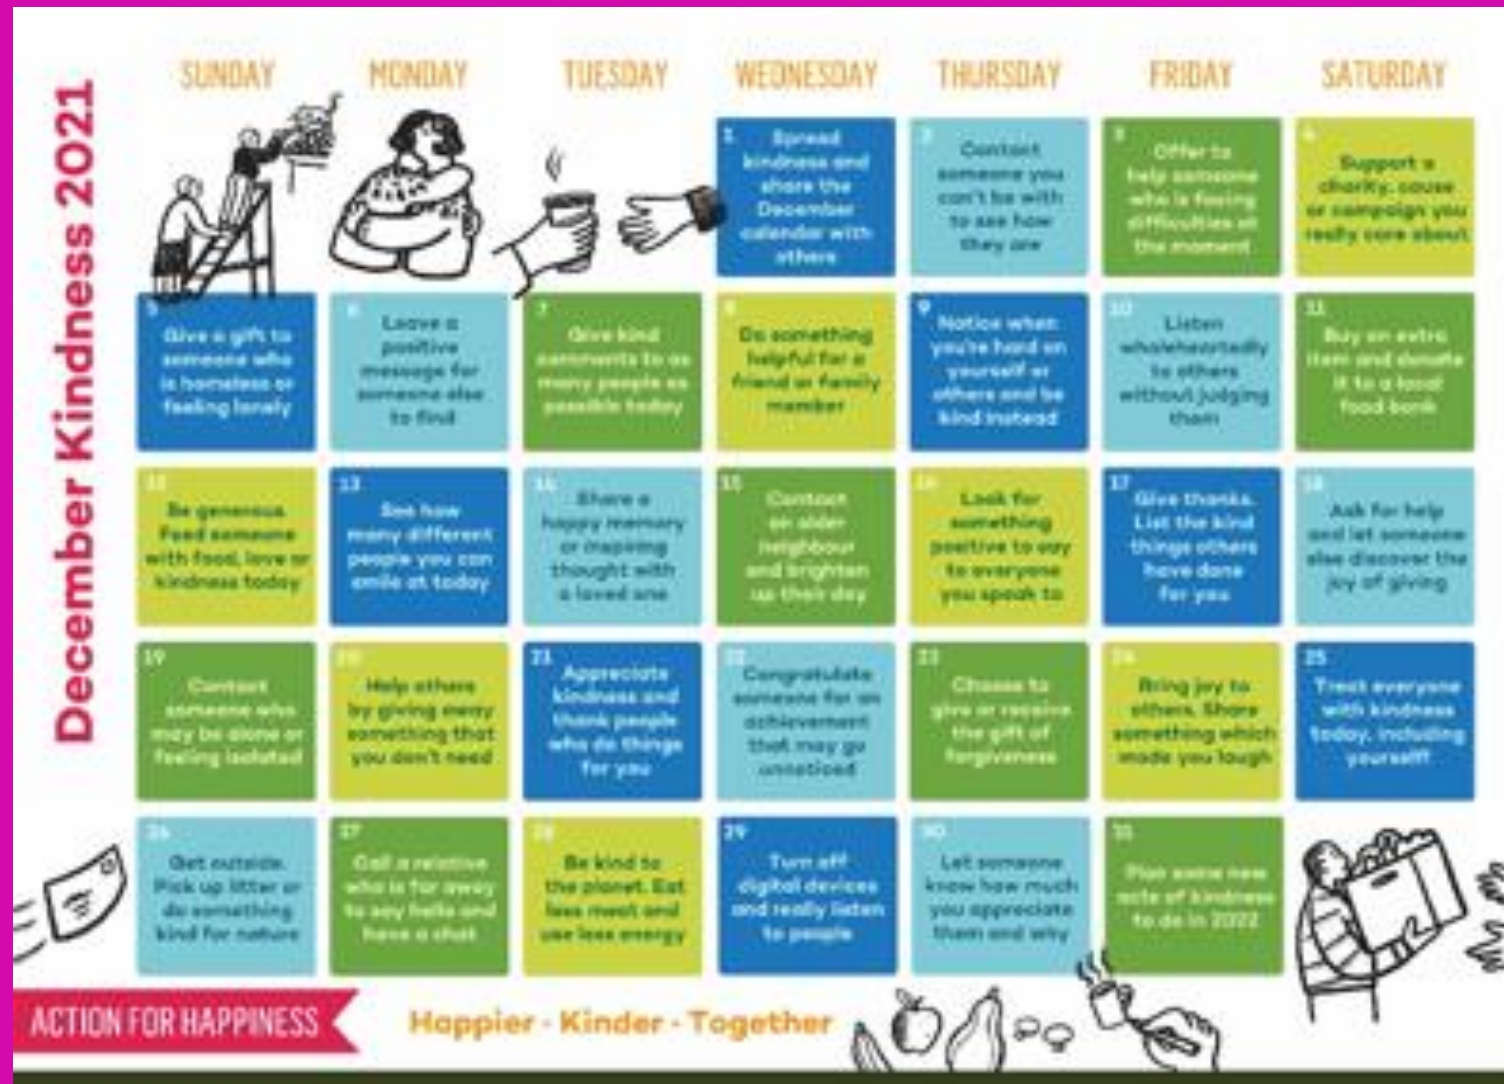 December Kindness 2021
SUNDAY MONDAY TUESDAY WEDNESDAY THURSDAY FRIDAY SATURDAY
1 Spread
kindness and
share the
December
calendar with
others
2 Contact
someone you
can't be with
to see how
they are
3 Offer to
help someone
who is facing
difficulties at
the moment
4 Support a
charity, cause
or campaign you
really care about
5 Give a gift to
someone who
is homeless or
feeling lonely
6 Leave a
positive
message for
someone else
to find
7 Give kind
comments to as
many people as
possible today
8 Do something
helpful for a
friend or family
member
9 Notice when
you're hard on
yourself or
others and be
kind instead
10 Listen
wholeheartedly
to others
without judging
them
11 Buy an extra
item and donate
it to a local
food bank
12 Be generous.
Feed someone
with food, love or
kindness today
13 See how
many different
people you can
smile at today
14 Share a
happy memory
or inspiring
thought with
a loved one
15 Contact
an older
neighbour
and brighten
up their day
16 Look for
something
positive to say
to everyone
you speak to
17 Give thanks.
List the kind
things others
have done
for you
18 Ask for help
and let someone
else discover the
joy of giving
19 Contact
someone who
may be alone or
feeling isolated
20 Help others
by giving away
something that
you don't need
21 Appreciate
kindness and
thank people
who do things
for you
22 Congratulate
someone for an
achievement
that may go
unnoticed
23 Choose to
give or receive
the gift of
forgiveness
24 Bring joy to
others. Share
something which
made you laugh
25 Treat everyone
with kindness
today, including
yourself!
26 Get outside.
Pick up litter or
do something
kind for nature
27 Call a relative
who is far away
to say hello and
have a chat
28 Be kind to
the planet. Eat
less meat and
use less energy
29 Turn off
digital devices
and really listen
to people
30 Let someone
know how much
you appreciate
them and why
31 Plan some new
acts of kindness
to do in 2022
ACTION FOR HAPPINESS
Happier · Kinder · Together